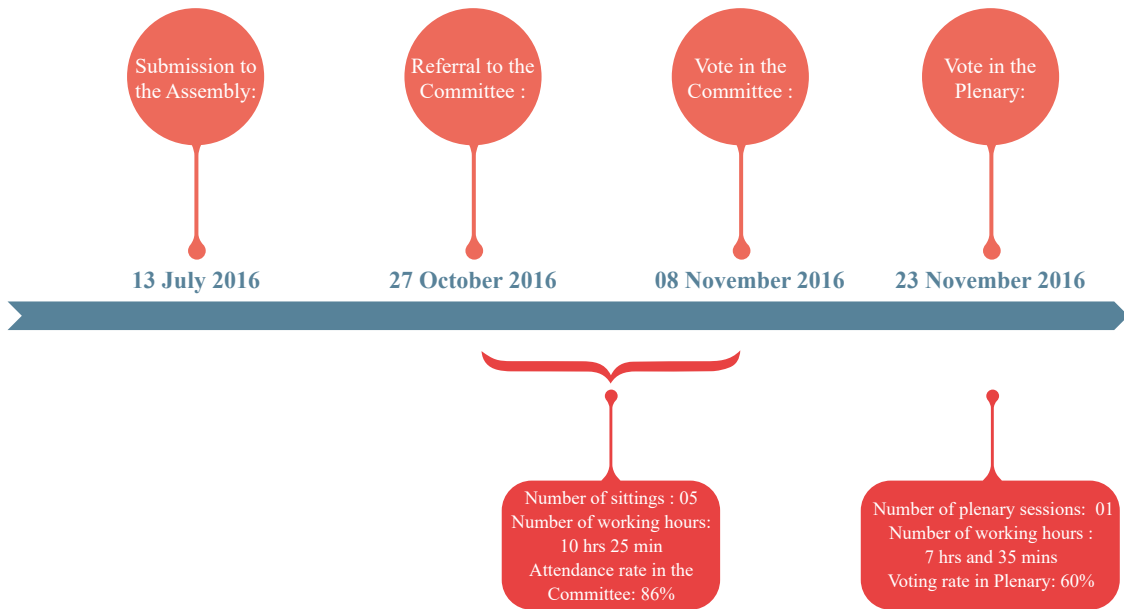 Submission to
the Assembly:
Referral to the
Committee :
Vote in the
Committee :
Vote in the
Plenary:
13 July 2016
27 October 2016
08 November 2016
23 November 2016
Number of sittings : 05
Number of working hours:
10 hrs 25 min
Attendance rate in the
Committee: 86%
Number of plenary sessions: 01
Number of working hours :
7 hrs and 35 mins
Voting rate in Plenary: 60%